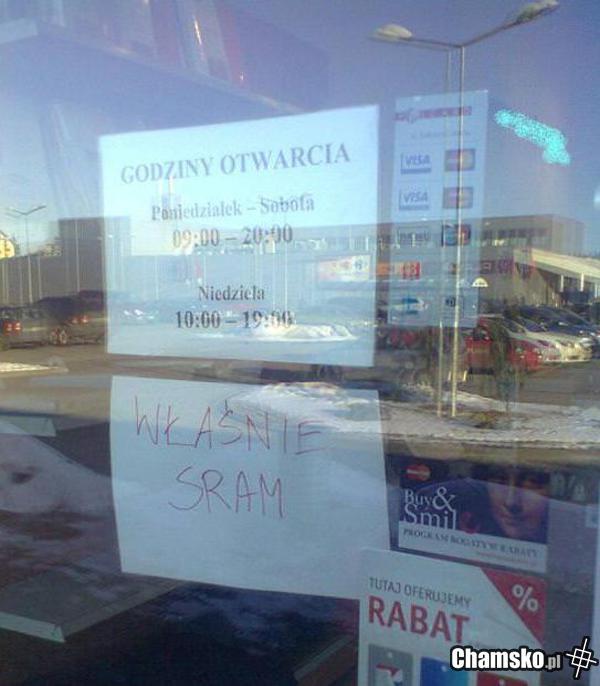 GODZINY OTWARCIA
Poniedziałek – Sobota
09:00 – 20:00
Niedziela
10:00 – 19:00
VISA
VISA
WŁAŚNIE
SRAM
Buy&
Smil
PROGRAM BOGATY W RABATY
TUTAJ OFERUJEMY
RABAT
%
Chamsko.pl